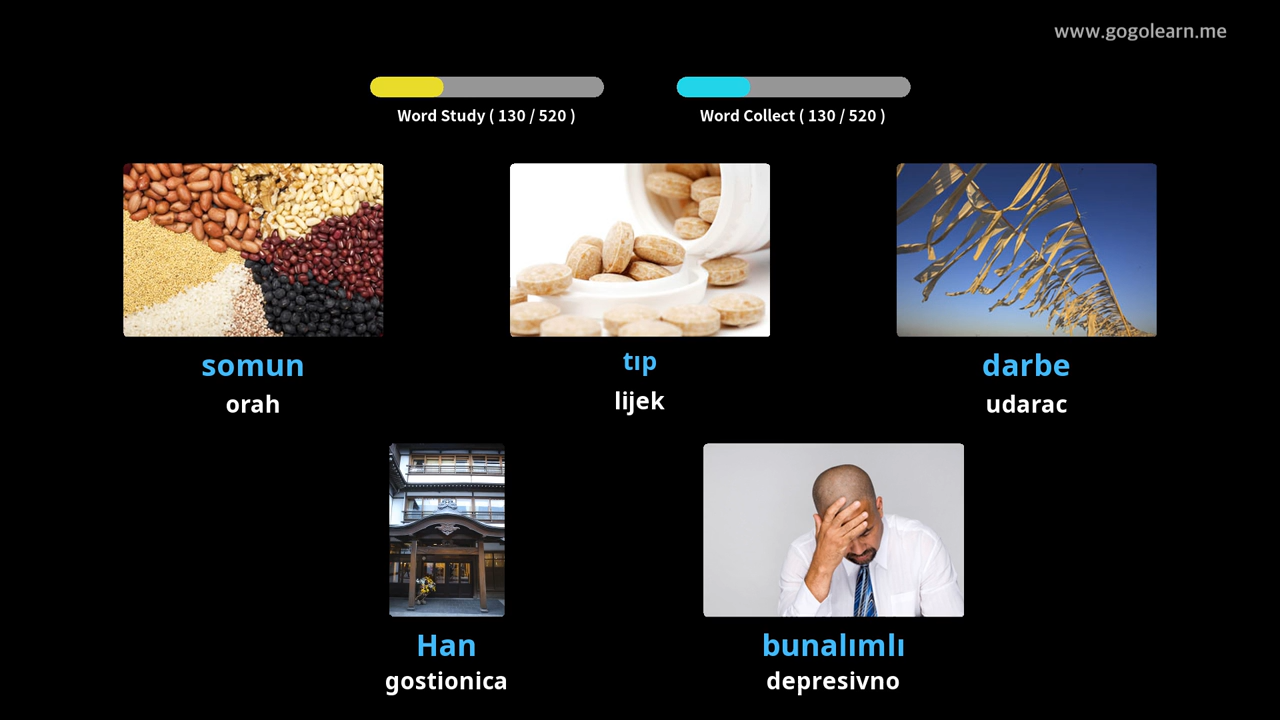 www.gogolearn.me
Word Study ( 130 / 520 )
Word Collect ( 130 / 520 )
somun
orah
tıp
lijek
darbe
udarac
Han
gostionica
bunalımlı
depresivno